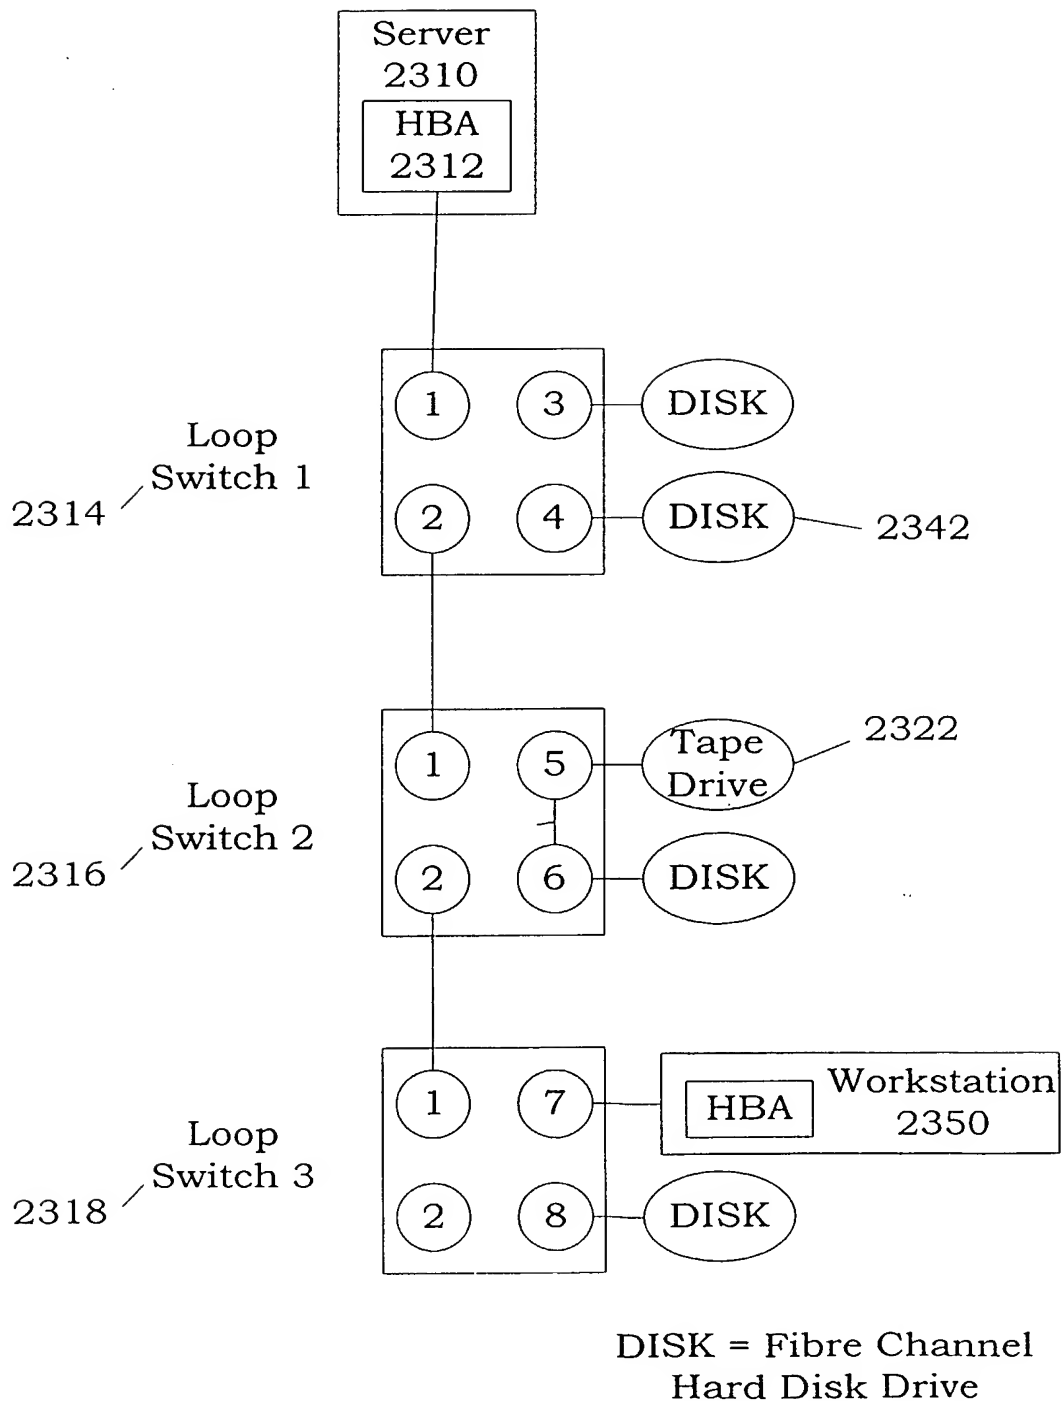 Server
2310
HBA
2312
1
3
DISK
Loop
Switch 1
2314
2
4
DISK
2342
1
5
Tape
Drive
2322
Loop
Switch 2
2316
2
6
DISK
1
7
HBA
Workstation
2350
Loop
Switch 3
2318
2
8
DISK
DISK = Fibre Channel
Hard Disk Drive